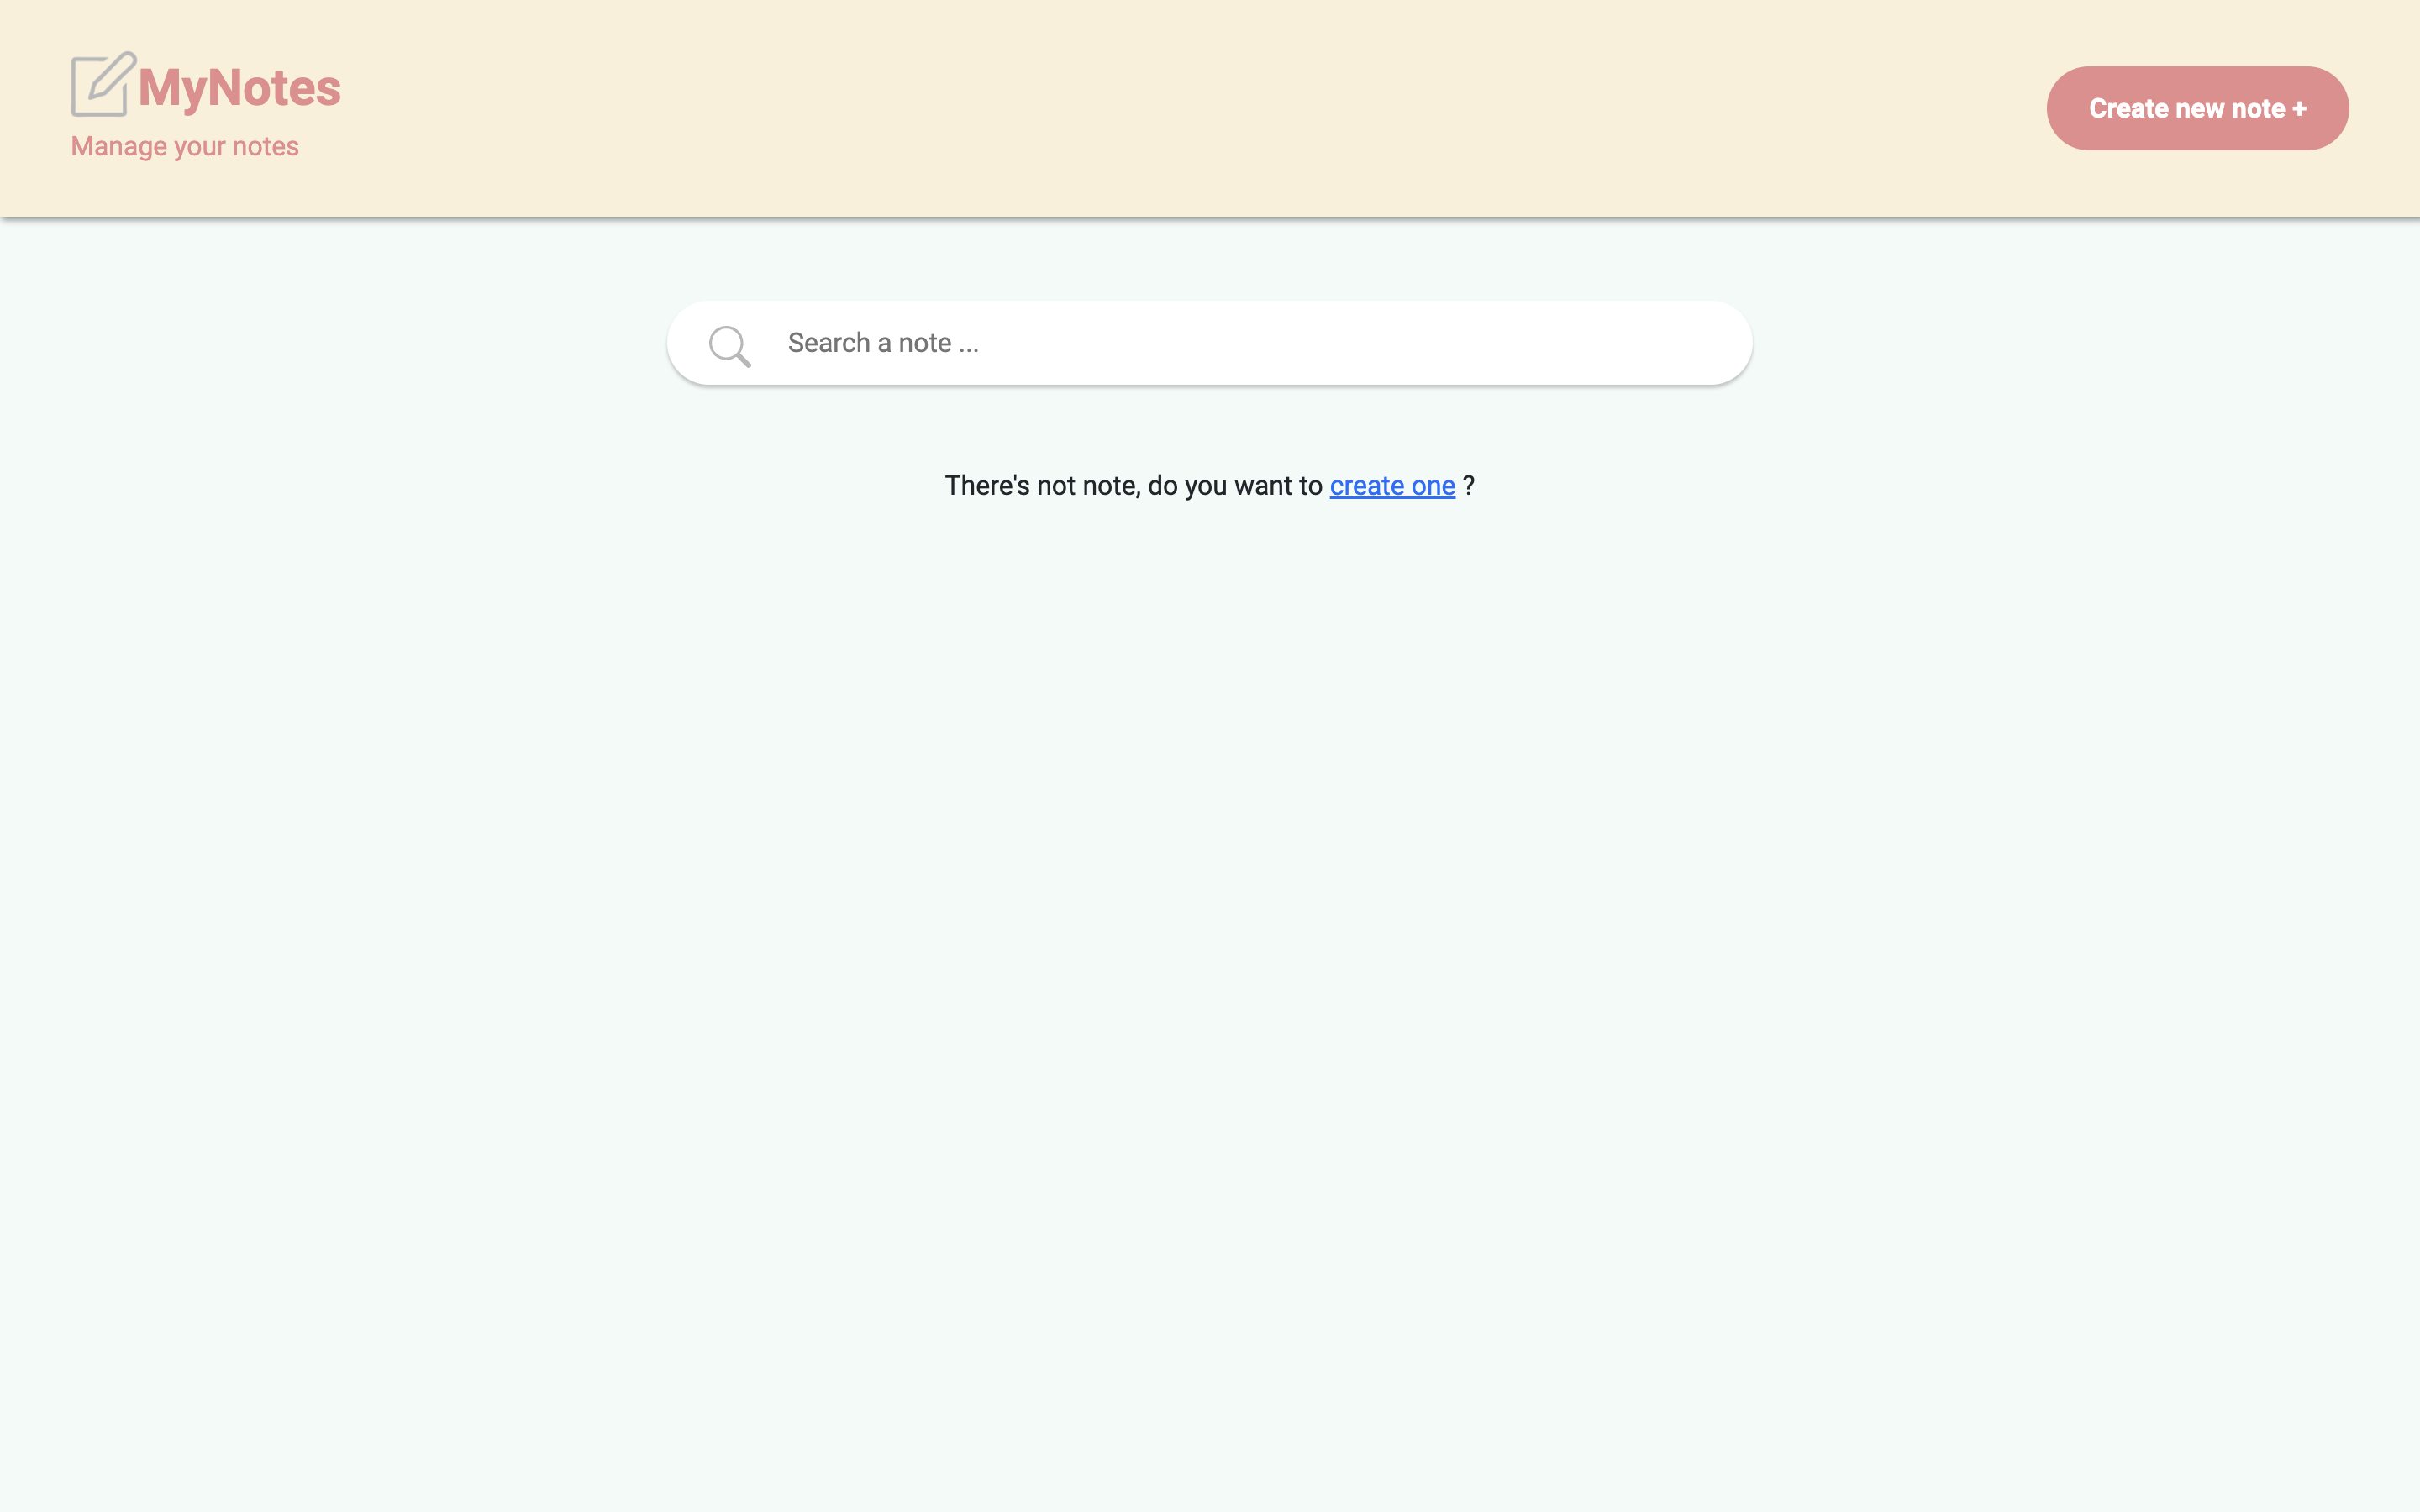 MyNotes
Manage your notes
Create new note +
Search a note ...
There's not note, do you want to create one ?